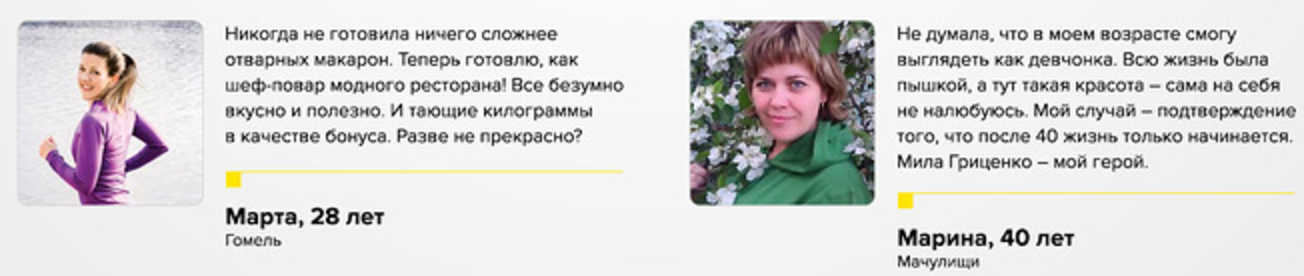 Никогда не готовила ничего сложнее
отварных макарон. Теперь готовлю, как
шеф-повар модного ресторана! Все безумно
вкусно и полезно. И тающие килограммы
в качестве бонуса. Разве не прекрасно?
Марта, 28 лет
Гомель
Не думала, что в моем возрасте смогу
выглядеть как девчонка. Всю жизнь была
пышкой, а тут такая красота – сама на себя
не налюбуюсь. Мой случай – подтверждение
того, что после 40 жизнь только начинается.
Мила Гриценко – мой герой.
Марина, 40 лет
Мачулищи